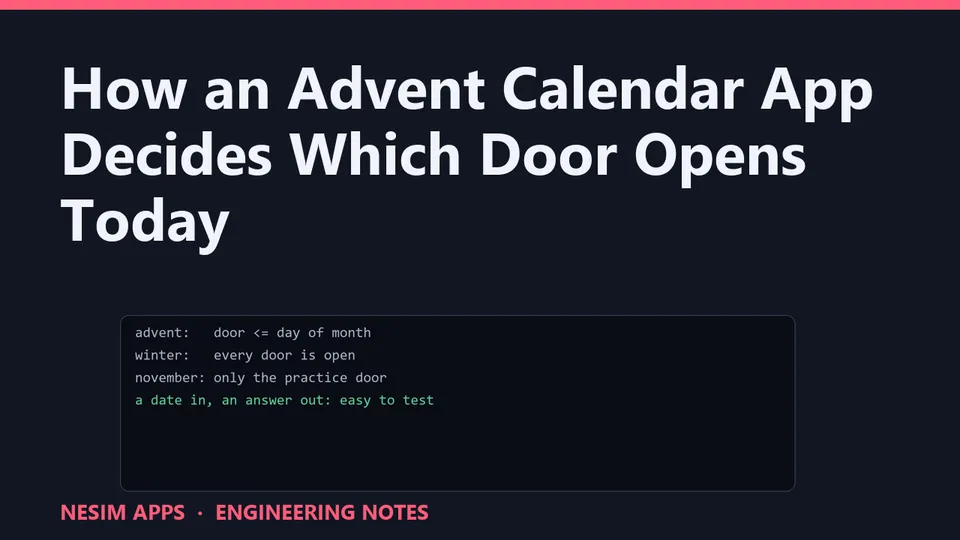 How an Advent Calendar App
Decides Which Door Opens
Today
advent:   door <= day of month
winter:   every door is open
november: only the practice door
a date in, an answer out: easy to test
NESIM APPS · ENGINEERING NOTES